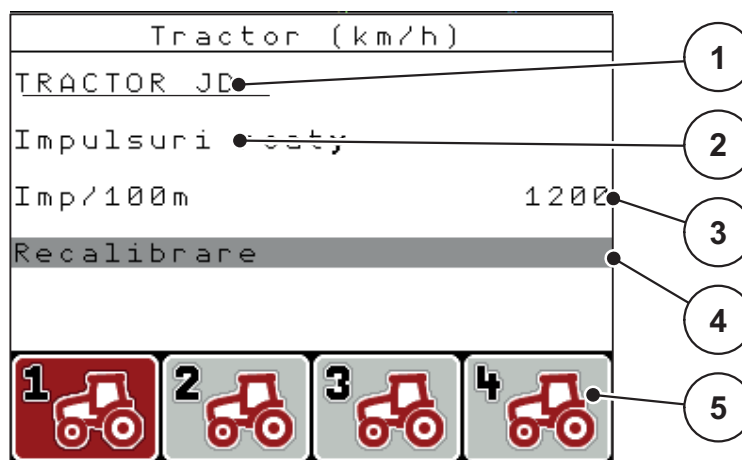 Tractor (km/h)
1
TRACTOR JD
Impulsuri
2
Imp/100m 1200
3
Recalibrare
4
1 2 3 4
5